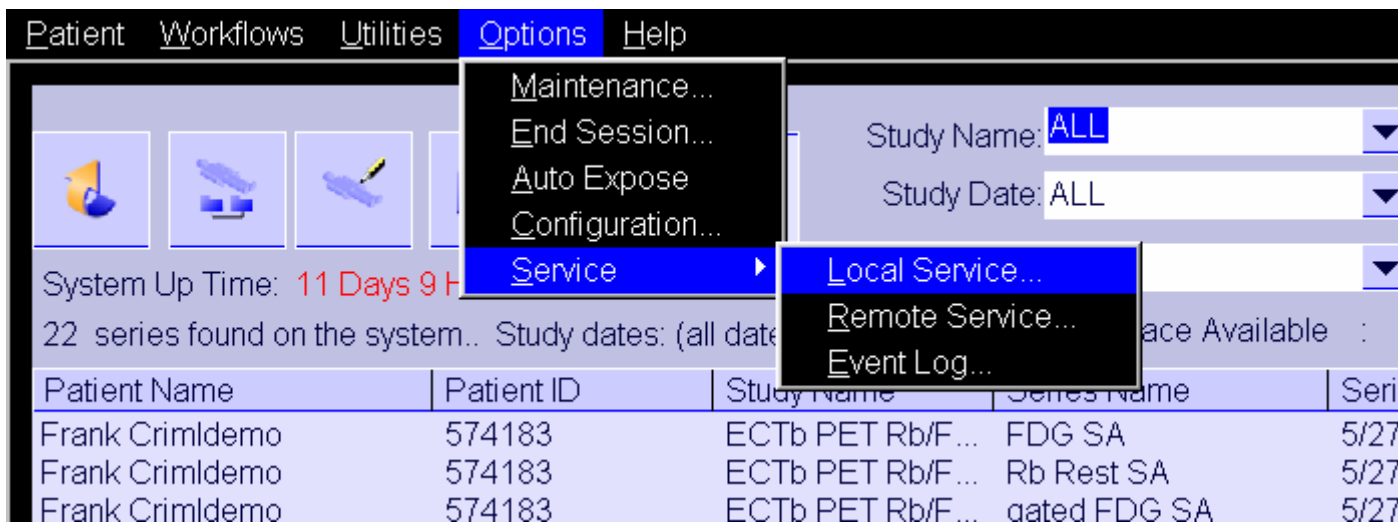 Patient Workflows Utilities Options Help
Maintenance...
End Session...
Auto Expose
Configuration...
Service
Local Service...
Remote Service...
Event Log...
Study Name: ALL
Study Date: ALL
System Up Time: 11 Days 9 H
22 series found on the system.. Study dates: (all date
ace Available :
Patient Name Patient ID Study Name Series Name Seri
Frank Crimldemo 574183 ECTb PET Rb/F... FDG SA 5/27
Frank Crimldemo 574183 ECTb PET Rb/F... Rb Rest SA 5/27
Frank Crimldemo 574183 ECTb PET Rb/F... gated FDG SA 5/27